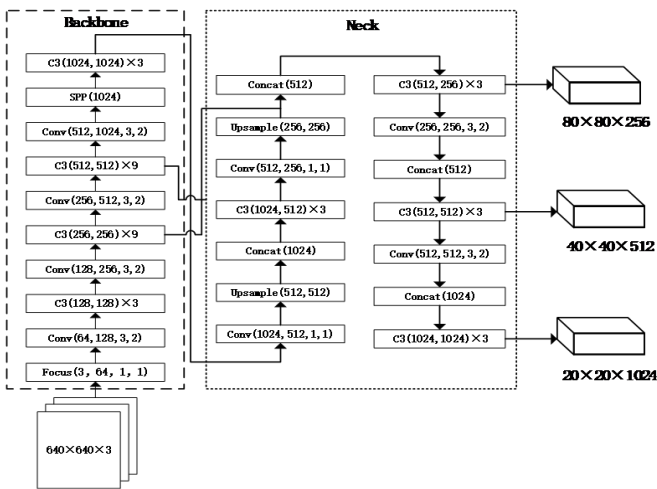 Backbone
C3(1024,1024)×3
SPP(1024)
Conv(512,1024,3,2)
C3(512,512)×9
Conv(256,512,3,2)
C3(256,256)×9
Conv(128,256,3,2)
C3(128,128)×3
Conv(64,128,3,2)
Focus(3, 64, 1, 1)
640×640×3
Neck
Concat(512)
Upsample(256,256)
Conv(512,256,1,1)
C3(1024,512)×3
Concat(1024)
Upsample(512,512)
Conv(1024,512,1,1)
C3(512,256)×3
Conv(256,256,3,2)
Concat(512)
C3(512,512)×3
Conv(512,512,3,2)
Concat(1024)
C3(1024,1024)×3
80×80×256
40×40×512
20×20×1024